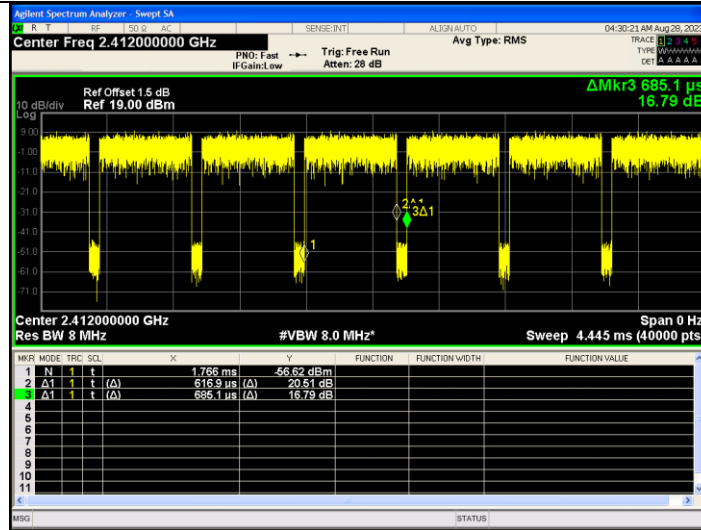 Agilent Spectrum Analyzer - Swept SA
R T RF 50 Ω AC SENSE:INT ALIGN AUTO 04:30:21 AM Aug 28, 2023
Center Freq 2.412000000 GHz Avg Type: RMS TRACE 1 2 3 4 5
PNO: Fast Trig: Free Run TYPE
IFGain:Low Atten: 28 dB DET A A A A A
ΔMkr3 685.1 µs
16.79 dB
Ref Offset 1.5 dB
10 dB/div Ref 19.00 dBm
Log
9.00
-1.00
-11.0
-21.0
-31.0
-41.0
-51.0
-61.0
-71.0
1
3Δ1
Center 2.412000000 GHz Span 0 Hz
Res BW 8 MHz #VBW 8.0 MHz* Sweep 4.445 ms (40000 pts
MKR MODE TRC SCL X Y FUNCTION FUNCTION WIDTH FUNCTION VALUE
1 N 1 t 1.766 ms -56.62 dBm
2 Δ1 1 t (Δ) 616.9 µs (Δ) 20.51 dB
3 Δ1 1 t (Δ) 685.1 µs (Δ) 16.79 dB
4
5
6
7
8
9
10
11
MSG STATUS